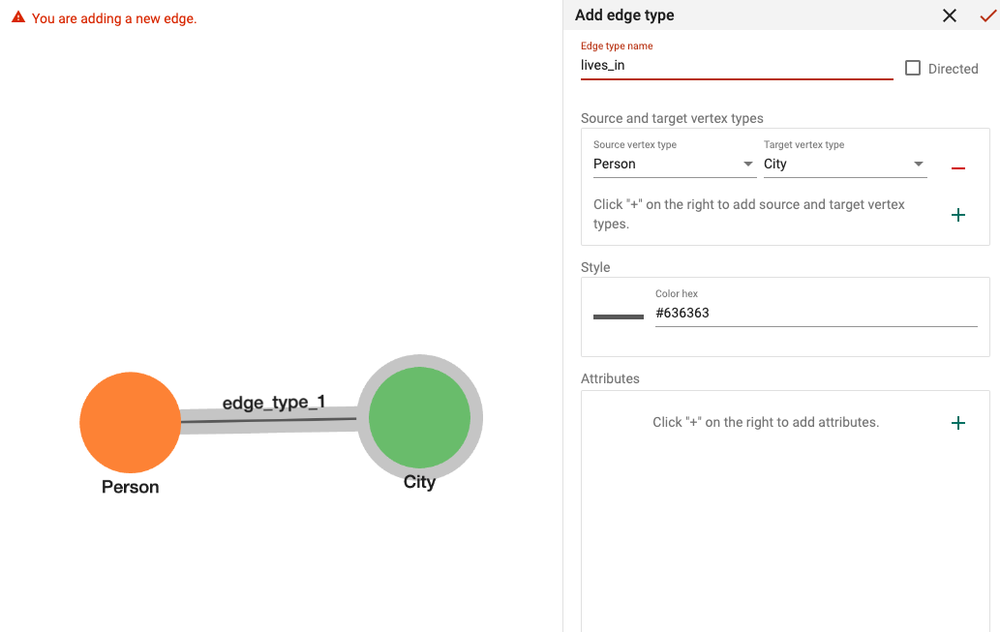 You are adding a new edge.
Add edge type
Edge type name
lives_in
Directed
Source and target vertex types
Source vertex type
Target vertex type
Person
City
Click "+" on the right to add source and target vertex
types.
Style
Color hex
#636363
Attributes
Click "+" on the right to add attributes.
edge_type_1
Person
City